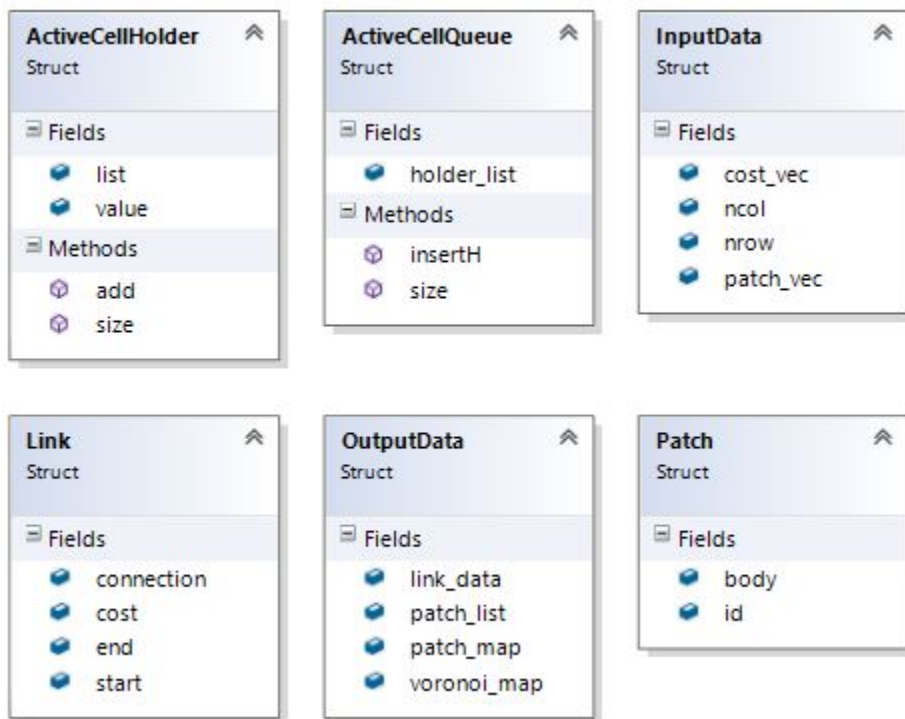 ActiveCellHolder
Struct
Fields
list
value
Methods
add
size
ActiveCellQueue
Struct
Fields
holder_list
Methods
insertH
size
InputData
Struct
Fields
cost_vec
ncol
nrow
patch_vec
Link
Struct
Fields
connection
cost
end
start
OutputData
Struct
Fields
link_data
patch_list
patch_map
voronoi_map
Patch
Struct
Fields
body
id